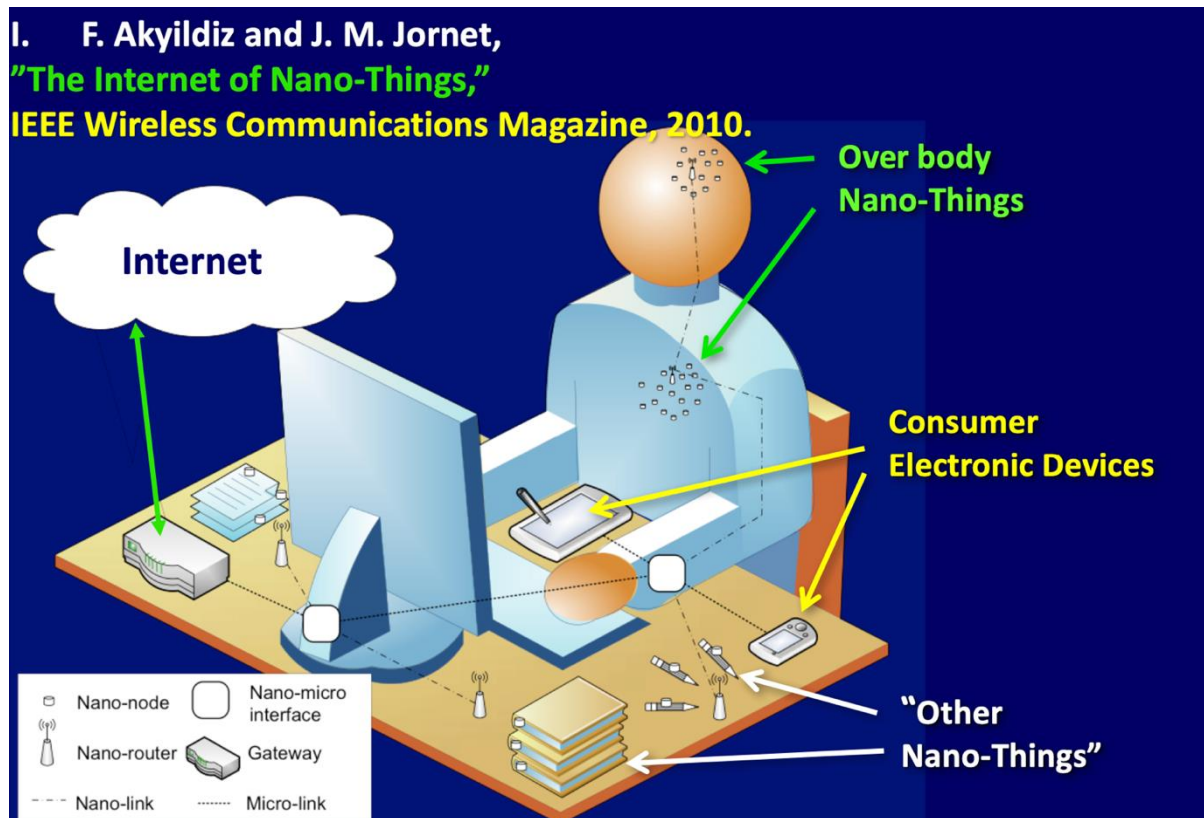 I. F. Akyildiz and J. M. Jornet,
”The Internet of Nano-Things,”
IEEE Wireless Communications Magazine, 2010.
Over body
Nano-Things
Internet
Consumer
Electronic Devices
“Other
Nano-Things”
Nano-node
Nano-micro
interface
Nano-router
Gateway
Nano-link
Micro-link